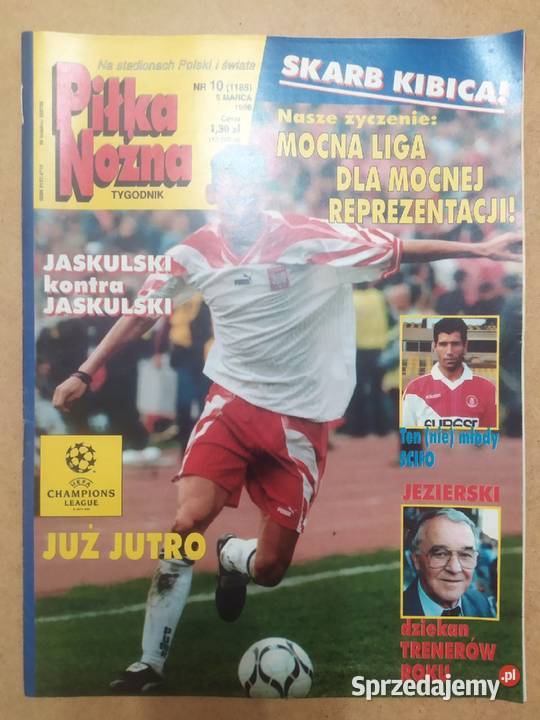 Na stadionach Polski i świata
NR 10 (1185)
5 MARCA
1996
Cena
1,30 zł
Piłka
Nożna
TYGODNIK
SKARB KIBICA!
Nasze życzenie:
MOCNA LIGA
DLA MOCNEJ
REPREZENTACJI!
JASKULSKI
kontra
JASKULSKI
Ten (nie) młody
SCIFO
UEFA
CHAMPIONS
LEAGUE
JUŻ JUTRO
JEZIERSKI
dziekan
TRENERÓW
ROKU
Sprzedajemy.pl